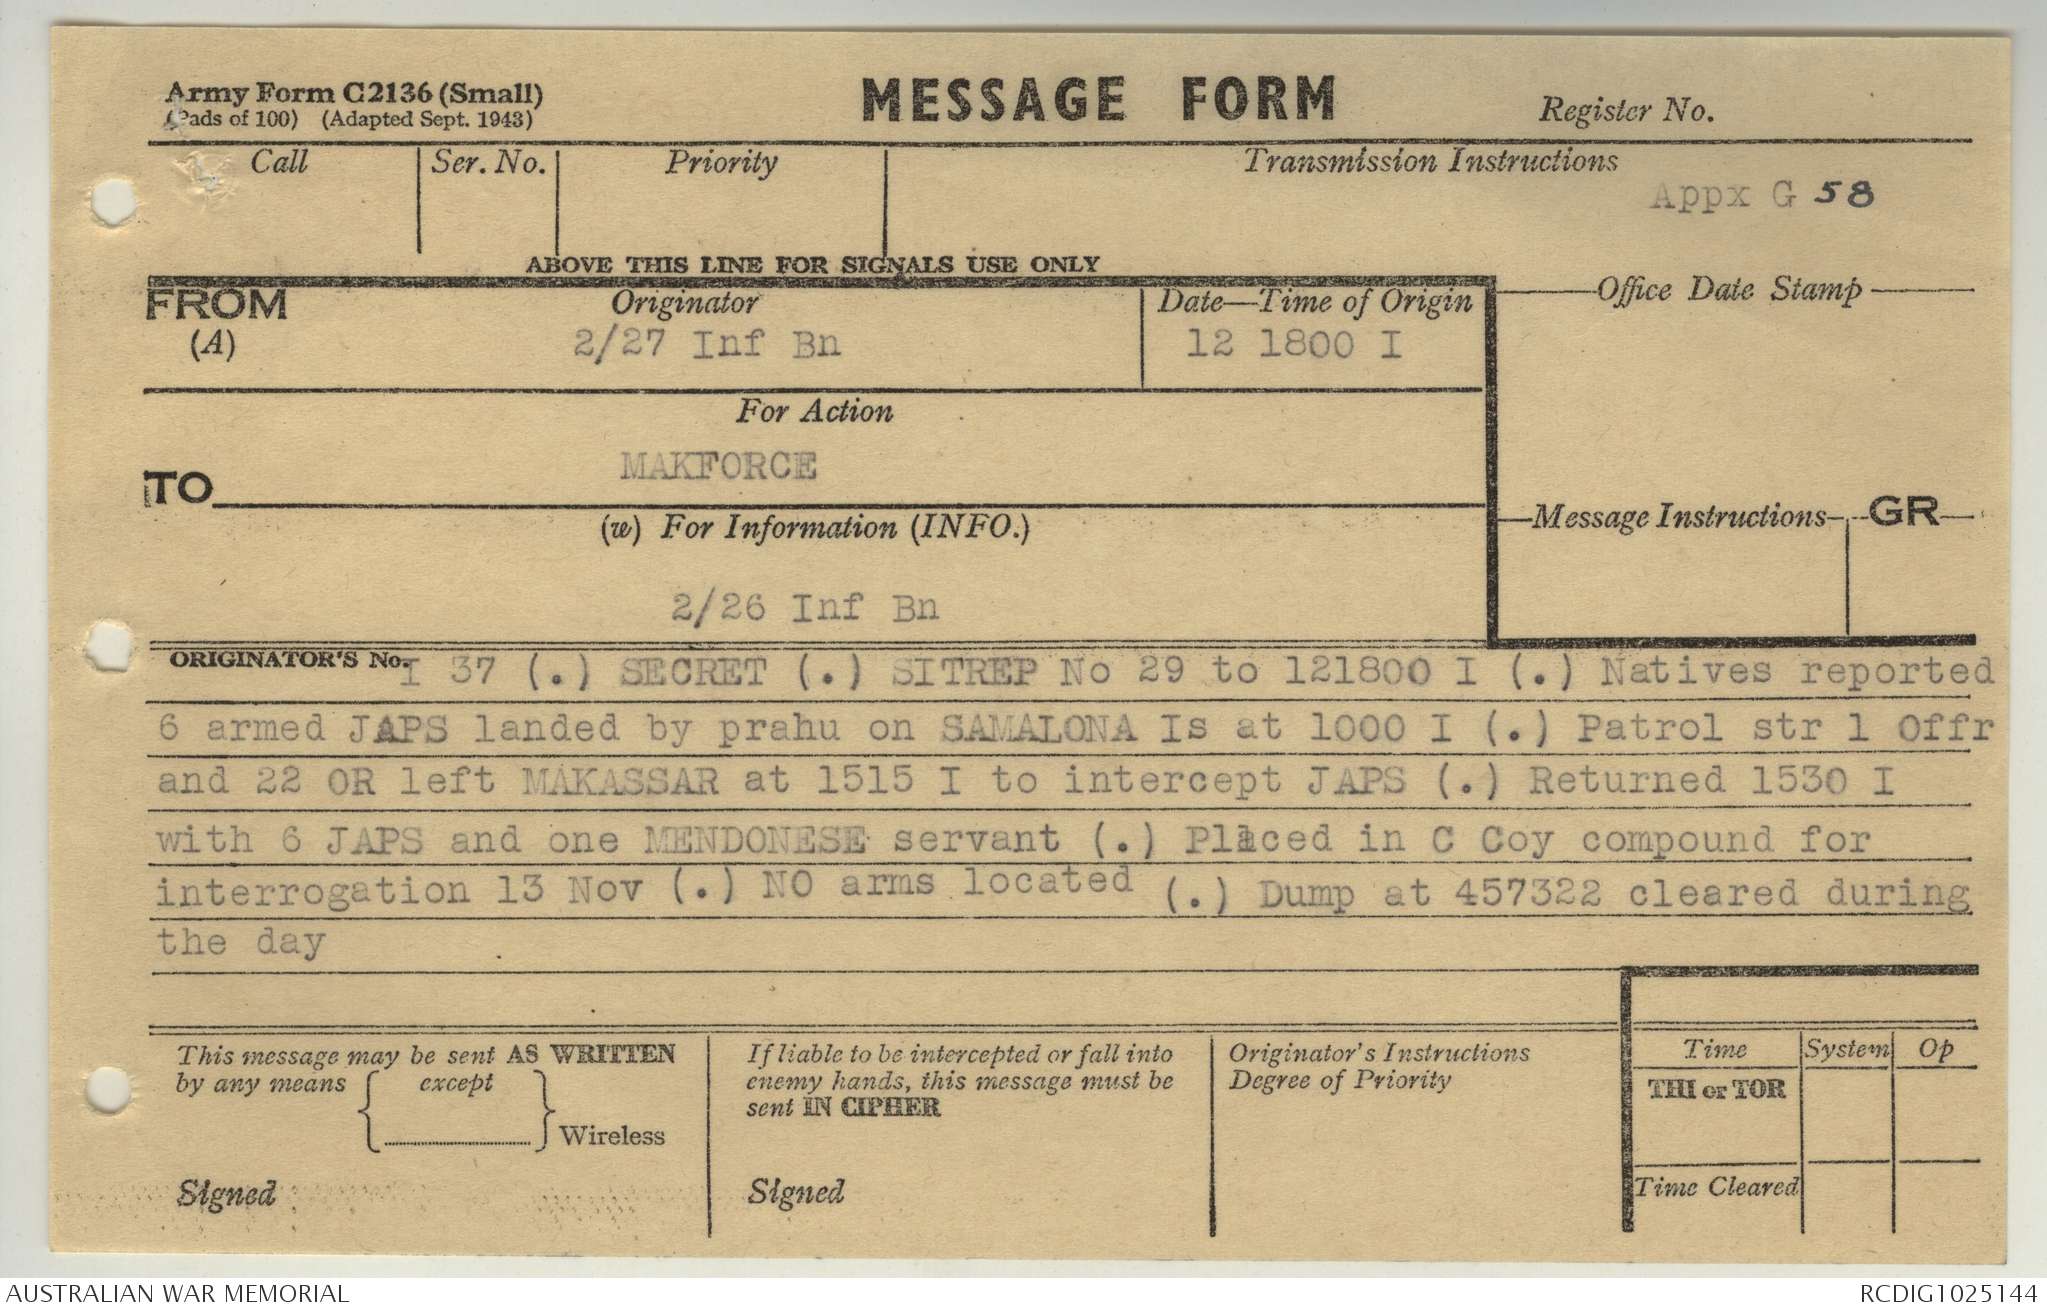 Army Form C2136 (Small)
(Pads of 100) (Adapted Sept. 1943)
MESSAGE FORM
Register No.
Call
Ser. No.
Priority
Transmission Instructions
Appx G 58
ABOVE THIS LINE FOR SIGNALS USE ONLY
FROM
(A)
Originator
2/27 Inf Bn
Date—Time of Origin
12 1800 I
Office Date Stamp
For Action
MAKFORCE
TO
(w) For Information (INFO.)
2/26 Inf Bn
Message Instructions
GR
ORIGINATOR'S No. I 37 (.) SECRET (.) SITREP No 29 to 121800 I (.) Natives reported
6 armed JAPS landed by prahu on SAMALONA Is at 1000 I (.) Patrol str 1 Offr
and 22 OR left MAKASSAR at 1515 I to intercept JAPS (.) Returned 1530 I
with 6 JAPS and one MENDONESE servant (.) Placed in C Coy compound for
interrogation 13 Nov (.) NO arms located (.) Dump at 457322 cleared during
the day
This message may be sent AS WRITTEN
by any means { except } Wireless
Signed
If liable to be intercepted or fall into
enemy hands, this message must be
sent IN CIPHER
Signed
Originator's Instructions
Degree of Priority
Time
System
Op
THI or TOR
Time Cleared
AUSTRALIAN WAR MEMORIAL
RCDIG1025144